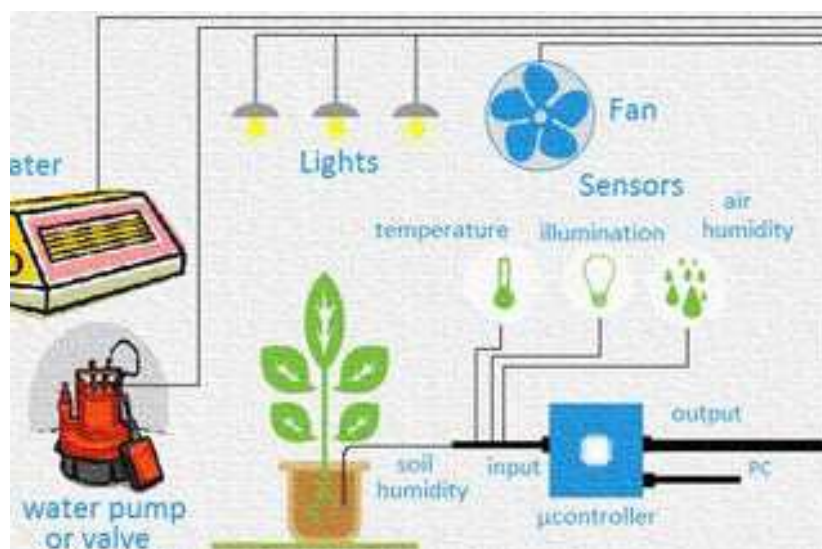 Fan
ater
Lights
Sensors
air
temperature
illumination
humidity
output
soil
input
PC
humidity
water pump
μcontroller
or valve